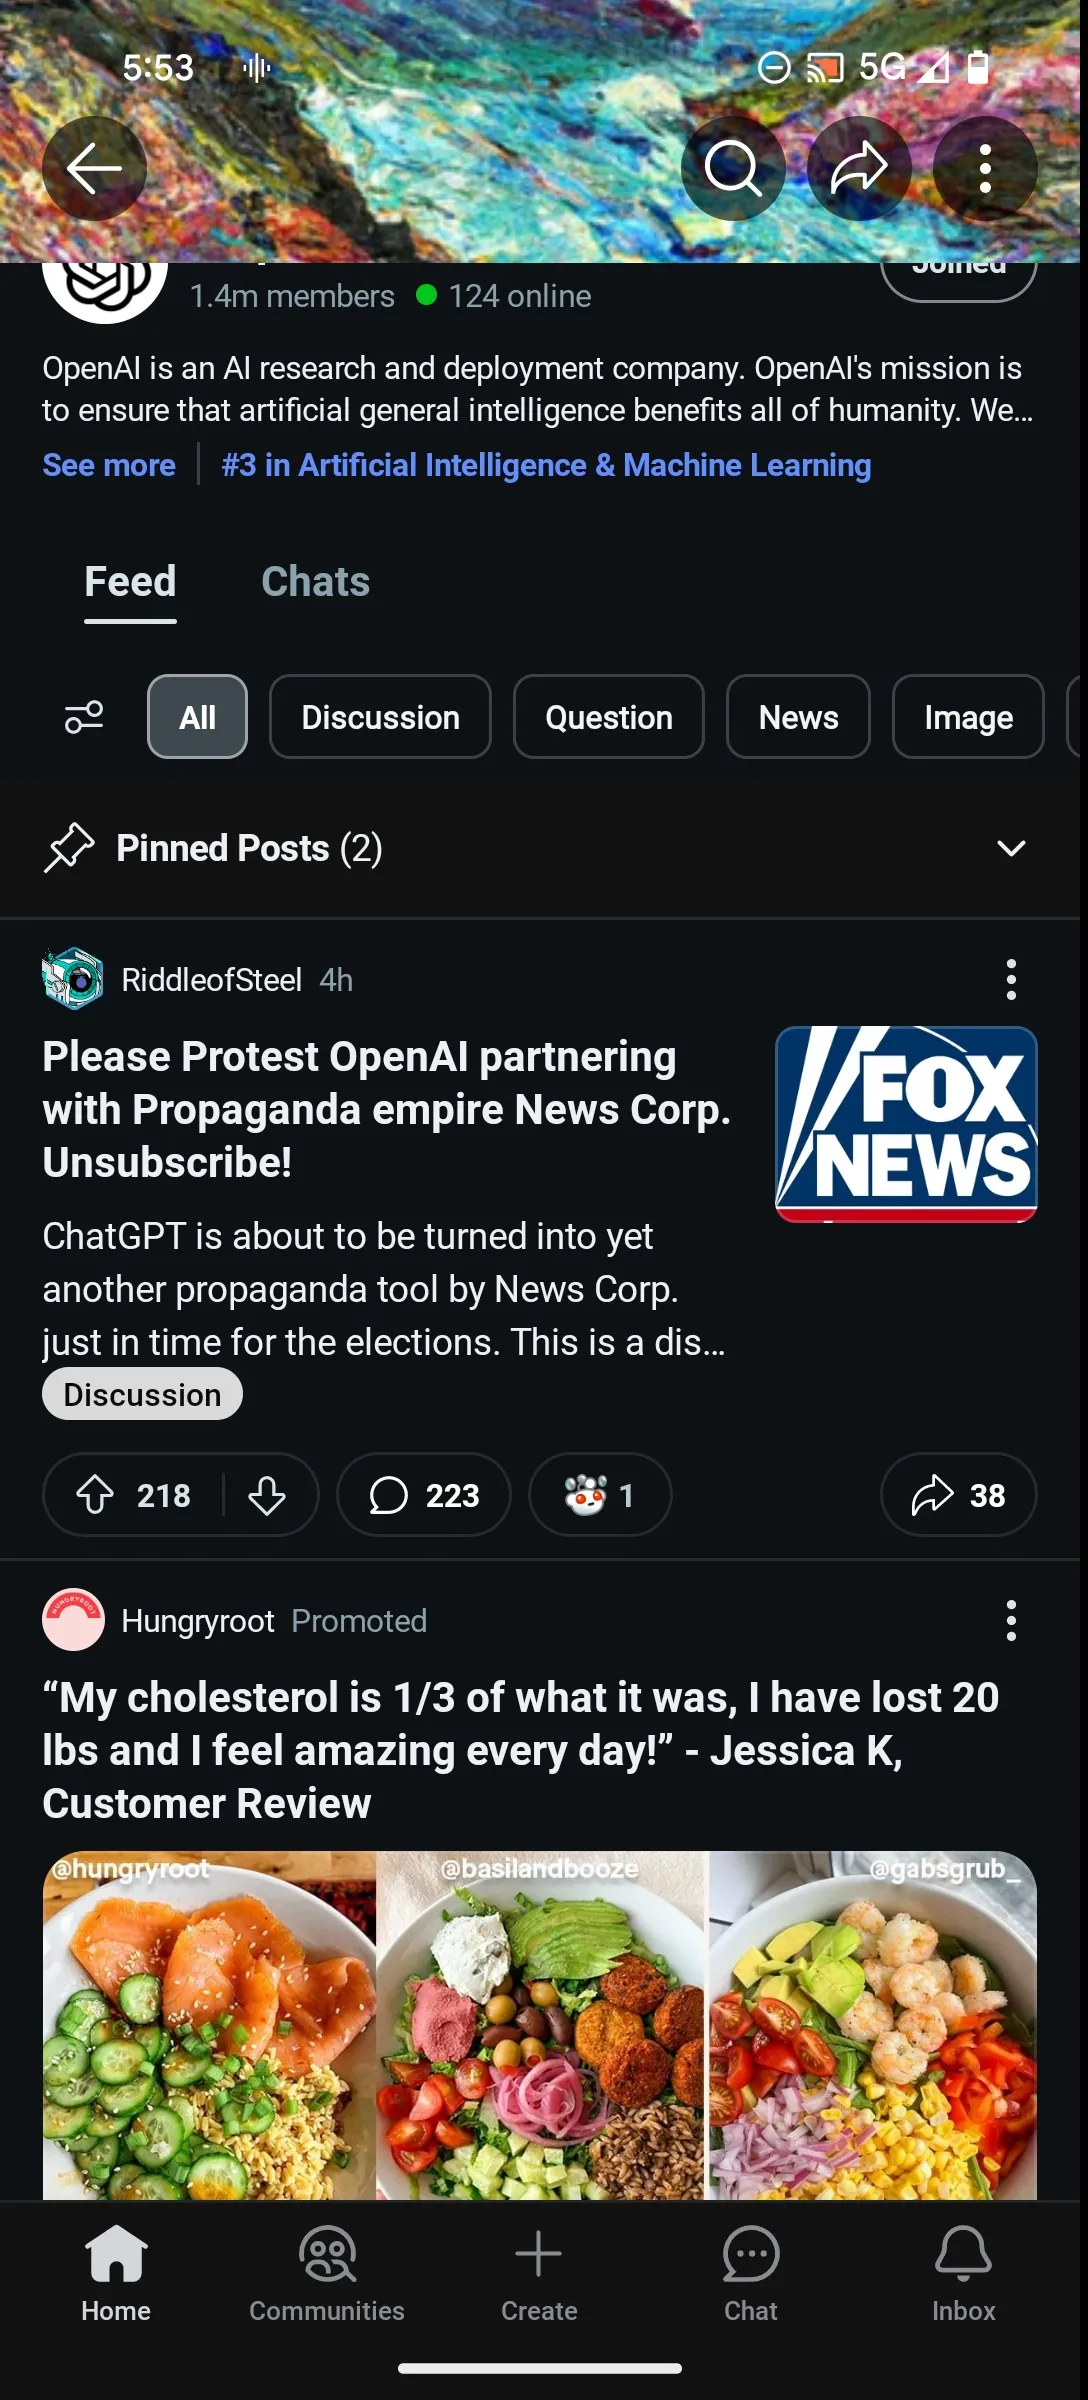 5:53
5G
Joined
1.4m members 124 online
OpenAI is an AI research and deployment company. OpenAI's mission is
to ensure that artificial general intelligence benefits all of humanity. We...
See more #3 in Artificial Intelligence & Machine Learning
Feed Chats
All Discussion Question News Image
Pinned Posts (2)
RiddleofSteel 4h
Please Protest OpenAI partnering
with Propaganda empire News Corp.
Unsubscribe!
FOX
NEWS
ChatGPT is about to be turned into yet
another propaganda tool by News Corp.
just in time for the elections. This is a dis...
Discussion
218 223 1 38
HUNGRYROOT
Hungryroot Promoted
“My cholesterol is 1/3 of what it was, I have lost 20
lbs and I feel amazing every day!” - Jessica K,
Customer Review
@hungryroot @basilandbooze @gabsgrub_
Home Communities Create Chat Inbox